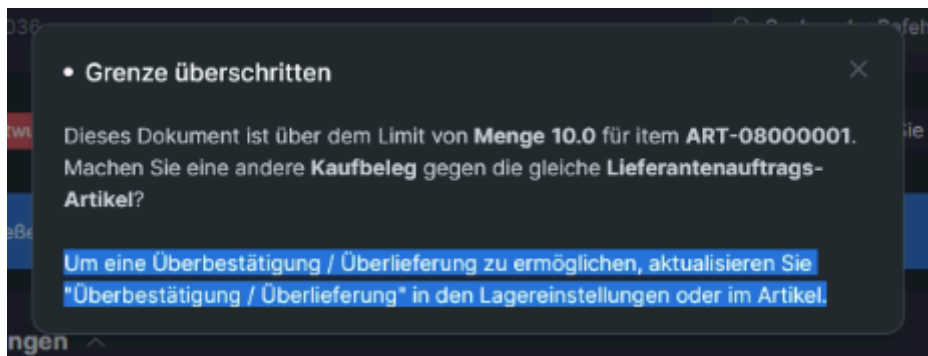 036
• Grenze überschritten
Dieses Dokument ist über dem Limit von Menge 10.0 für item ART-08000001.
Machen Sie eine andere Kaufbeleg gegen die gleiche Lieferantenauftrags-
Artikel?
Um eine Überbestätigung / Überlieferung zu ermöglichen, aktualisieren Sie
"Überbestätigung / Überlieferung" in den Lagereinstellungen oder im Artikel.
ngen